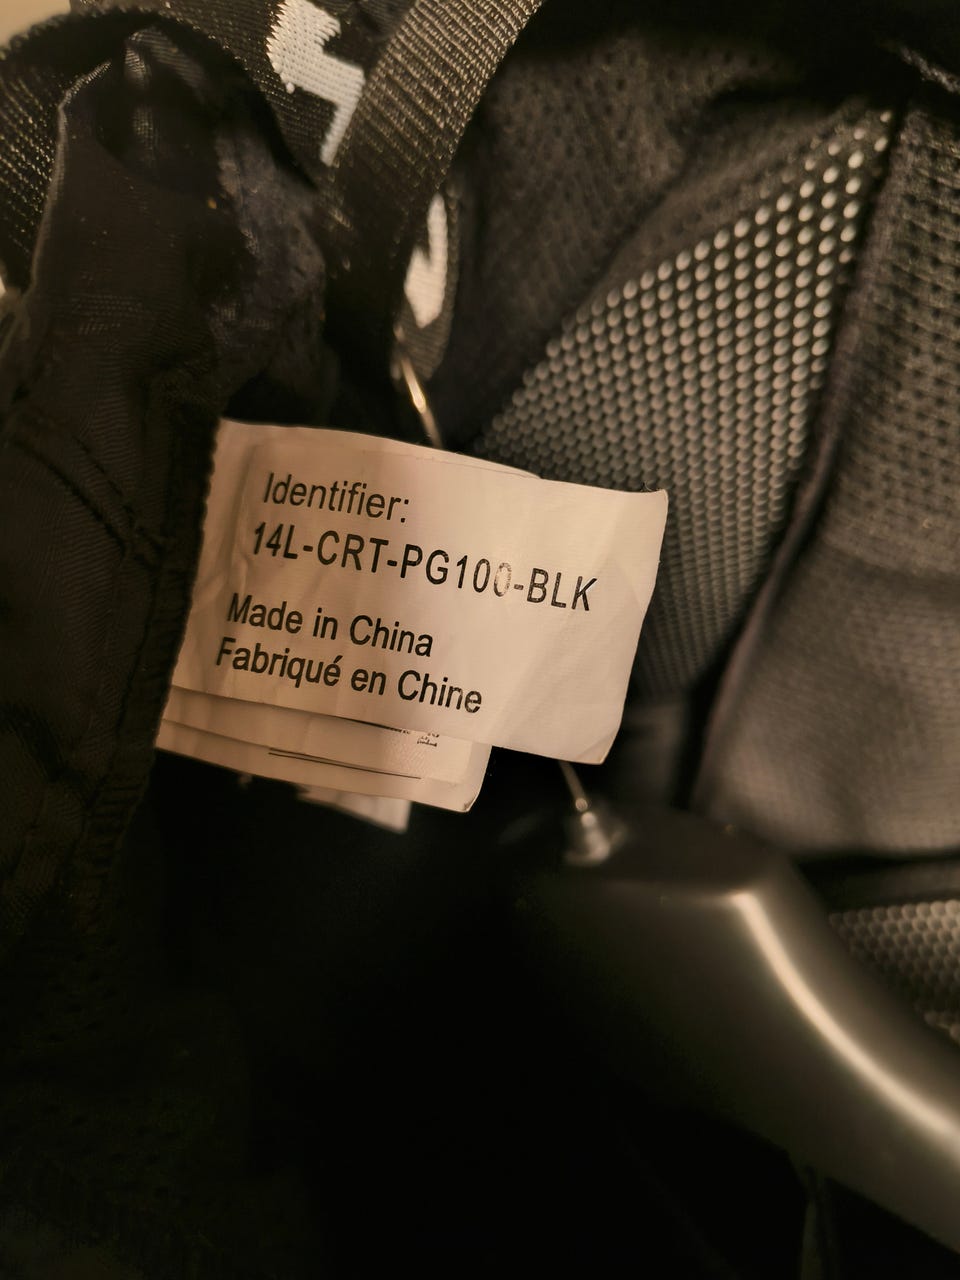 Identifier:
14L-CRT-PG100-BLK
Made in China
Fabriqué en Chine